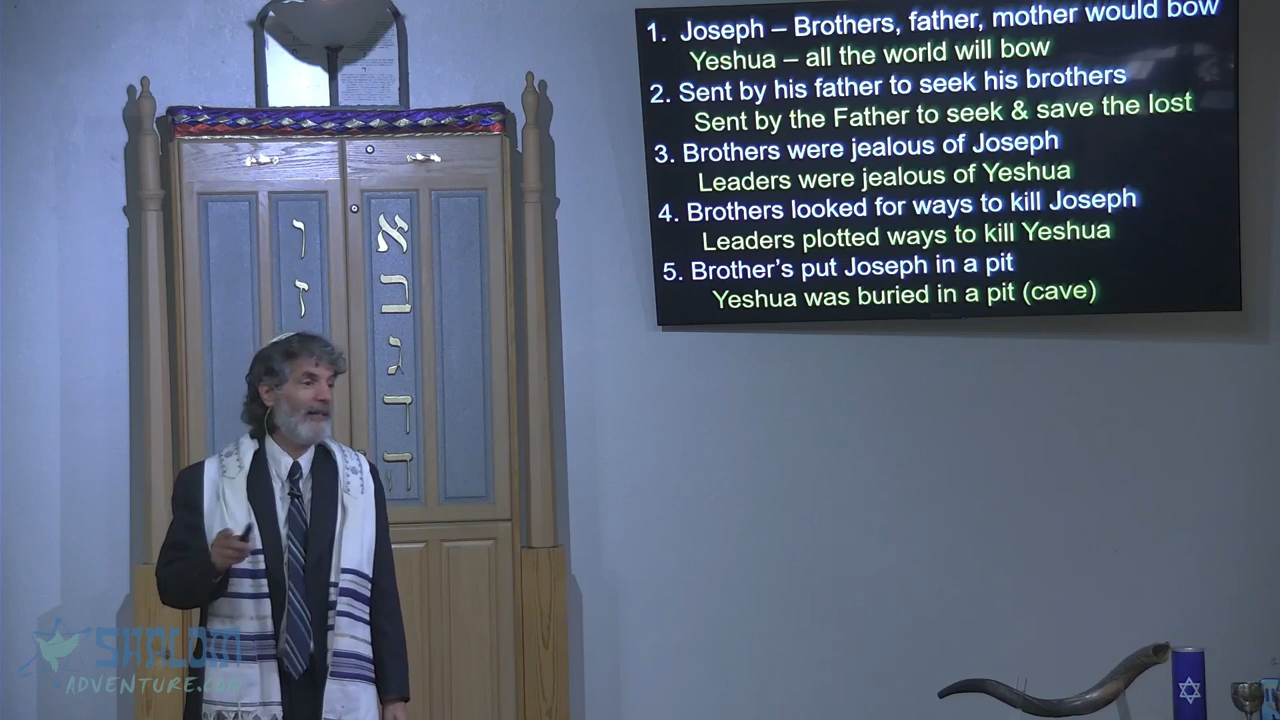 1. Joseph – Brothers, father, mother would bow
Yeshua – all the world will bow
2. Sent by his father to seek his brothers
Sent by the Father to seek & save the lost
3. Brothers were jealous of Joseph
Leaders were jealous of Yeshua
4. Brothers looked for ways to kill Joseph
Leaders plotted ways to kill Yeshua
5. Brother's put Joseph in a pit
Yeshua was buried in a pit (cave)
א
ב
ג
ד
ה
ו
ז
SHALOM
ADVENTURE.COM